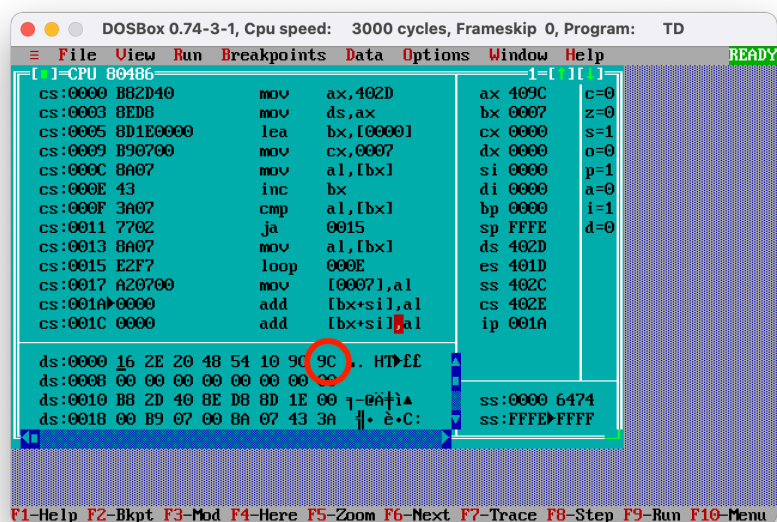 DOSBox 0.74-3-1, Cpu speed: 3000 cycles, Frameskip 0, Program: TD
≡ File View Run Breakpoints Data Options Window Help READY
[■]=CPU 80486 1=[↑][↓]
cs:0000 B82D40 mov ax,402D ax 409C c=0
cs:0003 8ED8 mov ds,ax bx 0007 z=0
cs:0005 8D1E0000 lea bx,[0000] cx 0000 s=1
cs:0009 B90700 mov cx,0007 dx 0000 o=0
cs:000C 8A07 mov al,[bx] si 0000 p=1
cs:000E 43 inc bx di 0000 a=0
cs:000F 3A07 cmp al,[bx] bp 0000 i=1
cs:0011 7702 ja 0015 sp FFFE d=0
cs:0013 8A07 mov al,[bx] ds 402D
cs:0015 E2F7 loop 000E es 401D
cs:0017 A20700 mov [0007],al ss 402C
cs:001A▶0000 add [bx+si],al cs 402E
cs:001C 0000 add [bx+si],al ip 001A
ds:0000 16 2E 20 48 54 10 9C 9C . HT►££
ds:0008 00 00 00 00 00 00 00 00
ds:0010 B8 2D 40 8E D8 8D 1E 00 ╕-@Ä╪ì▲ ss:0000 6474
ds:0018 00 B9 07 00 8A 07 43 3A ╣• è•C: ss:FFFE▶FFFF
F1-Help F2-Bkpt F3-Mod F4-Here F5-Zoom F6-Next F7-Trace F8-Step F9-Run F10-Menu